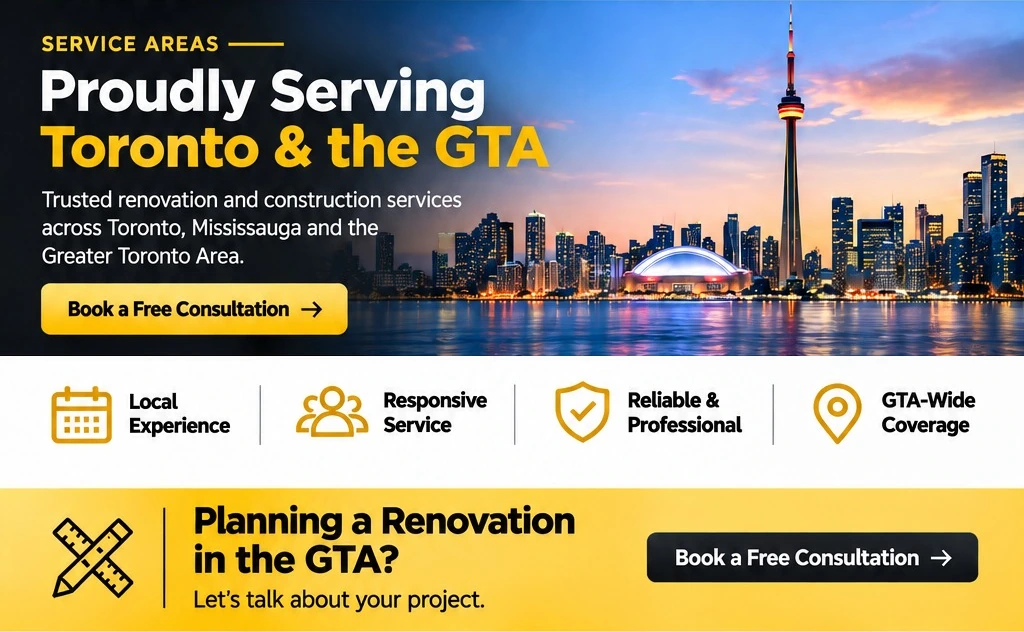 SERVICE AREAS
Proudly Serving
Toronto & the GTA
Trusted renovation and construction services
across Toronto, Mississauga and the
Greater Toronto Area.
Book a Free Consultation →
Local
Experience
Responsive
Service
Reliable &
Professional
GTA-Wide
Coverage
Planning a Renovation
in the GTA?
Let's talk about your project.
Book a Free Consultation →